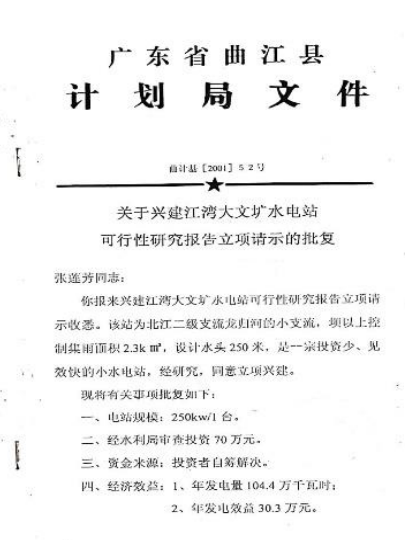 广东省曲江县
计划局文件
曲计基［2001］52号
关于兴建江湾大文圹水电站
可行性研究报告立项请示的批复
张莲芳同志：
你报来兴建江湾大文圹水电站可行性研究报告立项请
示收悉。该站为北江二级支流龙归河的小支流，坝以上控
制集雨面积2.3k㎡，设计水头250米，是一宗投资少、见
效快的小水电站，经研究，同意立项兴建。
现将有关事项批复如下：
一、电站规模：250kw/1台。
二、经水利局审查投资70万元。
三、资金来源：投资者自筹解决。
四、经济效益：1、年发电量104.4万千瓦时；
2、年发电效益30.3万元。